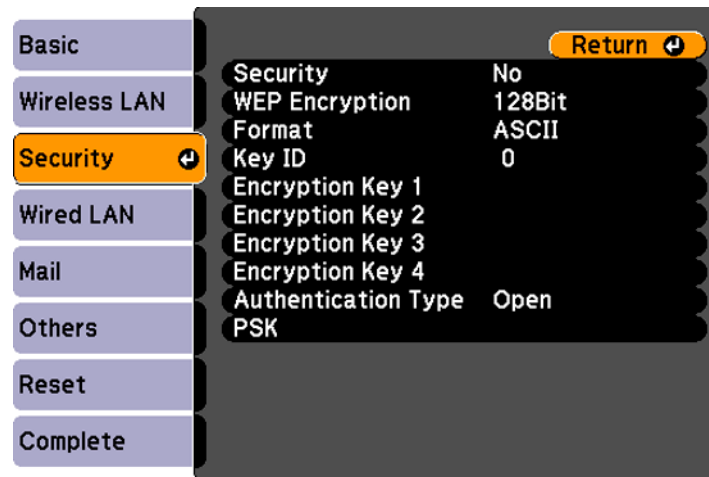 Basic
Wireless LAN
Security
Wired LAN
Mail
Others
Reset
Complete
Return
Security No
WEP Encryption 128Bit
Format ASCII
Key ID 0
Encryption Key 1
Encryption Key 2
Encryption Key 3
Encryption Key 4
Authentication Type Open
PSK